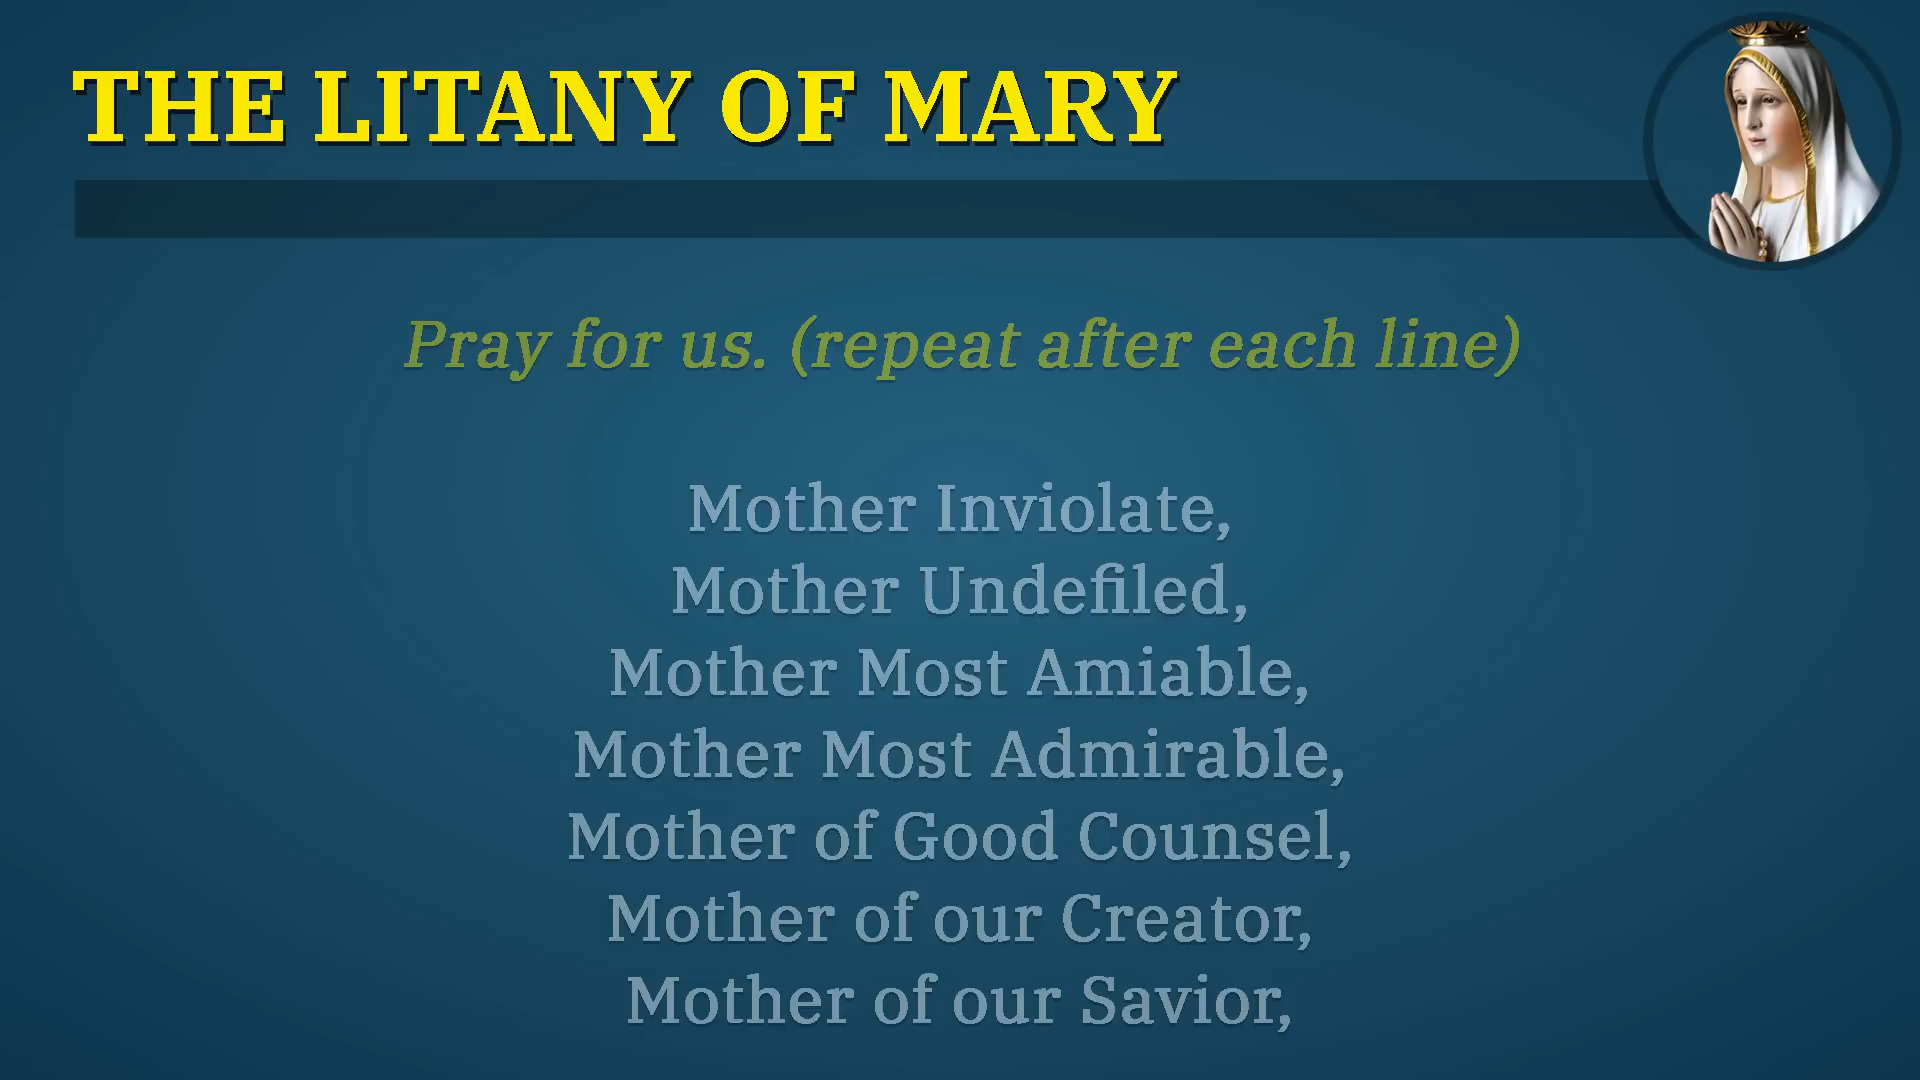 THE LITANY OF MARY
Pray for us. (repeat after each line)
Mother Inviolate,
Mother Undefiled,
Mother Most Amiable,
Mother Most Admirable,
Mother of Good Counsel,
Mother of our Creator,
Mother of our Savior,